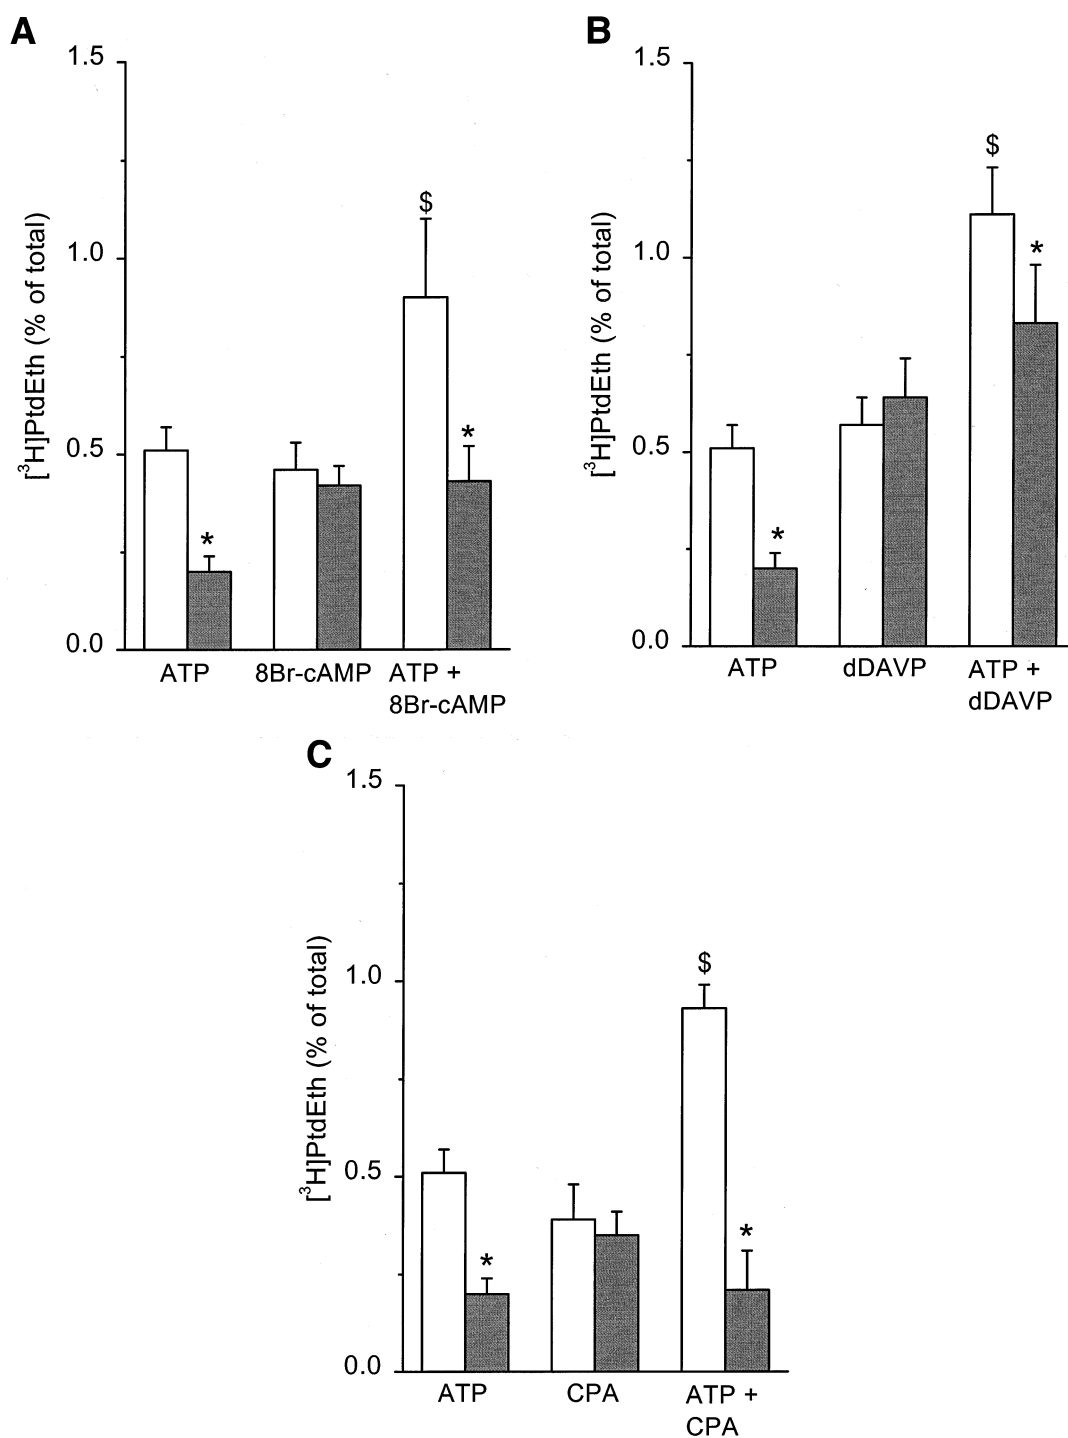 A
1.5
1.0
0.5
0.0
[³H]PtdEth (% of total)
$
*
*
ATP
8Br-cAMP
ATP +
8Br-cAMP
B
1.5
1.0
0.5
0.0
[³H]PtdEth (% of total)
$
*
*
ATP
dDAVP
ATP +
dDAVP
C
1.5
1.0
0.5
0.0
[³H]PtdEth (% of total)
$
*
*
ATP
CPA
ATP +
CPA